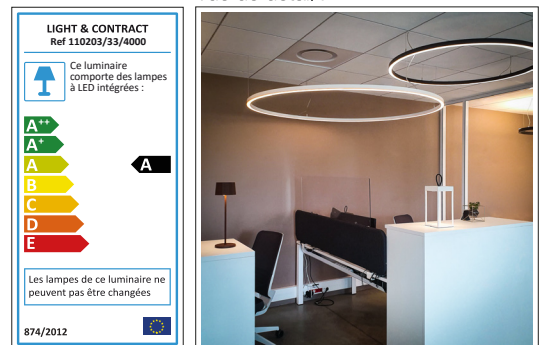 LIGHT & CONTRACT
Ref 110203/33/4000
Ce luminaire
comporte des lampes
à LED intégrées :
A++
A+
A
A
B
C
D
E
Les lampes de ce luminaire ne
peuvent pas être changées
874/2012